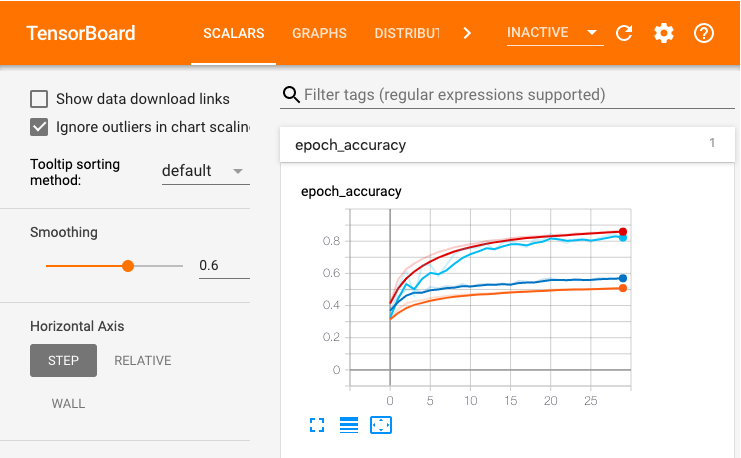 TensorBoard
SCALARS GRAPHS DISTRIBUT INACTIVE
Show data download links
Ignore outliers in chart scalin
Tooltip sorting method: default
Smoothing
0.6
Horizontal Axis
STEP RELATIVE
WALL
Filter tags (regular expressions supported)
epoch_accuracy 1
epoch_accuracy
0.8
0.6
0.4
0.2
0
0 5 10 15 20 25